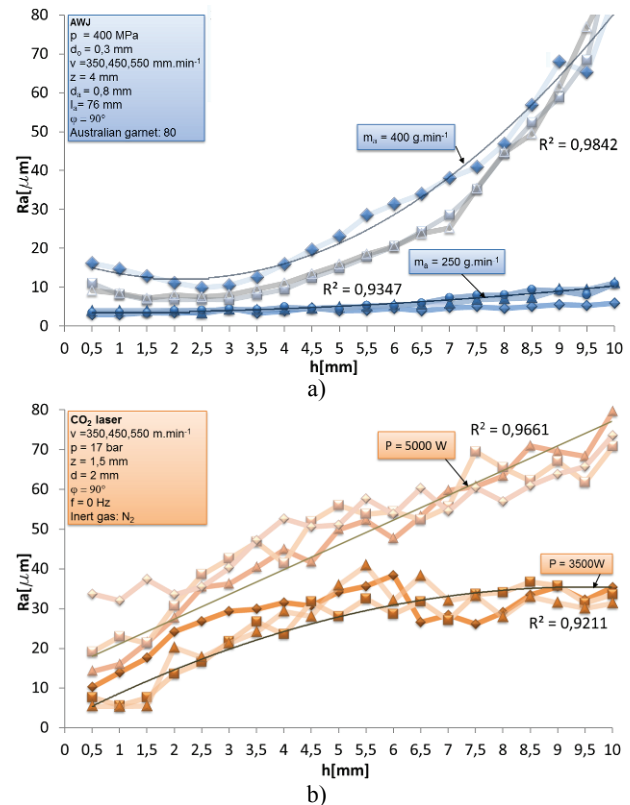 AWJ
p = 400 MPa
do = 0,3 mm
v =350,450,550 mm.min-1
z = 4 mm
da = 0,8 mm
la= 76 mm
φ = 90°
Australian garnet: 80
Ra[μm]
80
70
60
50
40
30
20
10
0
ma = 400 g.min-1
R² = 0,9842
ma = 250 g.min -1
R² = 0,9347
0 0,5 1 1,5 2 2,5 3 3,5 4 4,5 5 5,5 6 6,5 7 7,5 8 8,5 9 9,5 10
h[mm]
a)
CO2 laser
v =350,450,550 m.min-1
p = 17 bar
z = 1,5 mm
d = 2 mm
φ = 90°
f = 0 Hz
Inert gas: N2
Ra[μm]
80
70
60
50
40
30
20
10
0
R² = 0,9661
P = 5000 W
P = 3500W
R² = 0,9211
0 0,5 1 1,5 2 2,5 3 3,5 4 4,5 5 5,5 6 6,5 7 7,5 8 8,5 9 9,5 10
h[mm]
b)